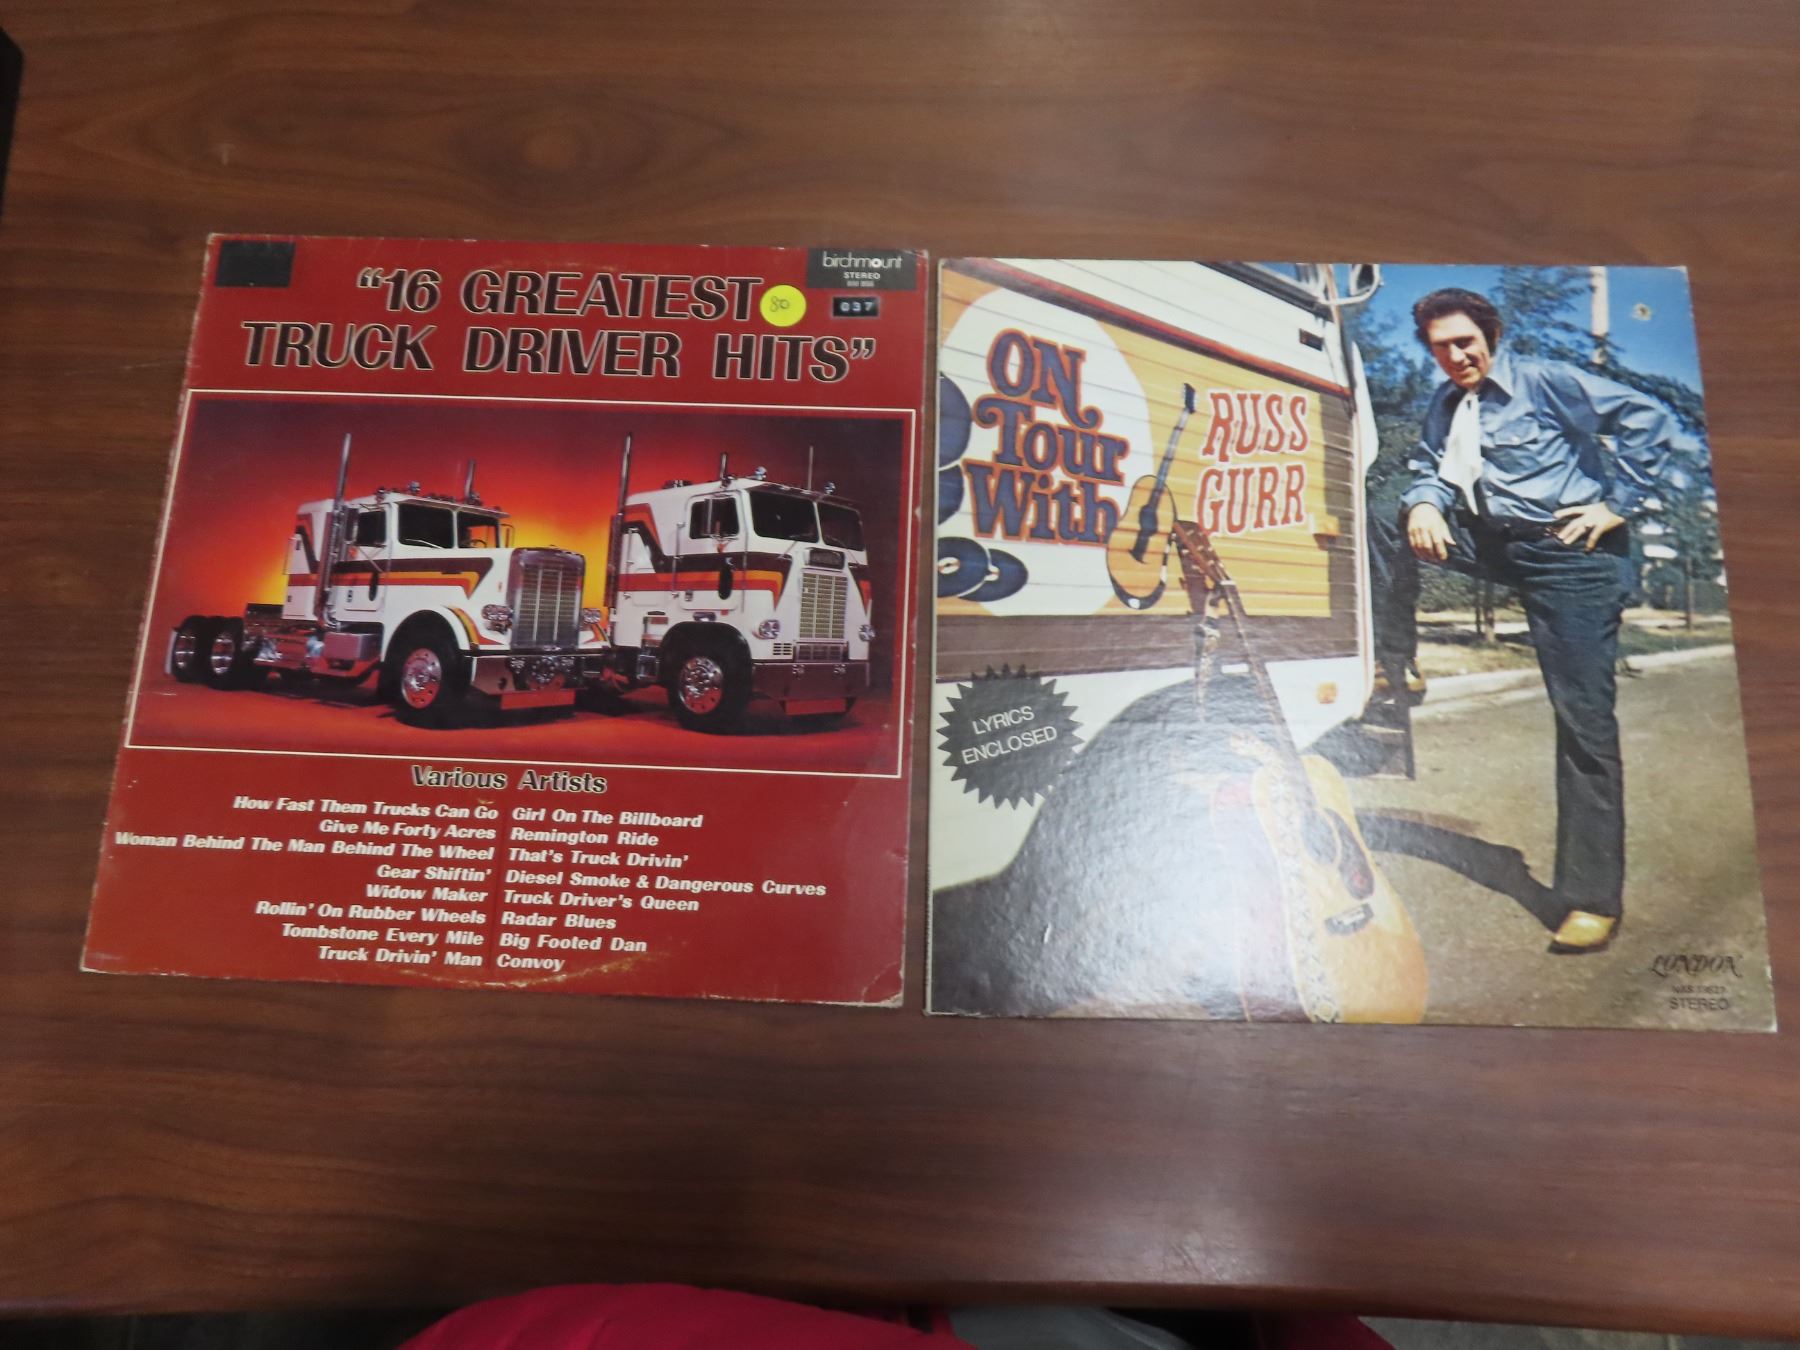 "16 GREATEST
TRUCK DRIVER HITS"
80
birchmount
STEREO
037
Various Artists
How Fast Them Trucks Can Go
Give Me Forty Acres
Woman Behind The Man Behind The Wheel
Gear Shiftin'
Widow Maker
Rollin' On Rubber Wheels
Tombstone Every Mile
Truck Drivin' Man
Girl On The Billboard
Remington Ride
That's Truck Drivin'
Diesel Smoke & Dangerous Curves
Truck Driver's Queen
Radar Blues
Big Footed Dan
Convoy
ON
Tour
With
RUSS
GURR
LYRICS
ENCLOSED
LONDON
STEREO